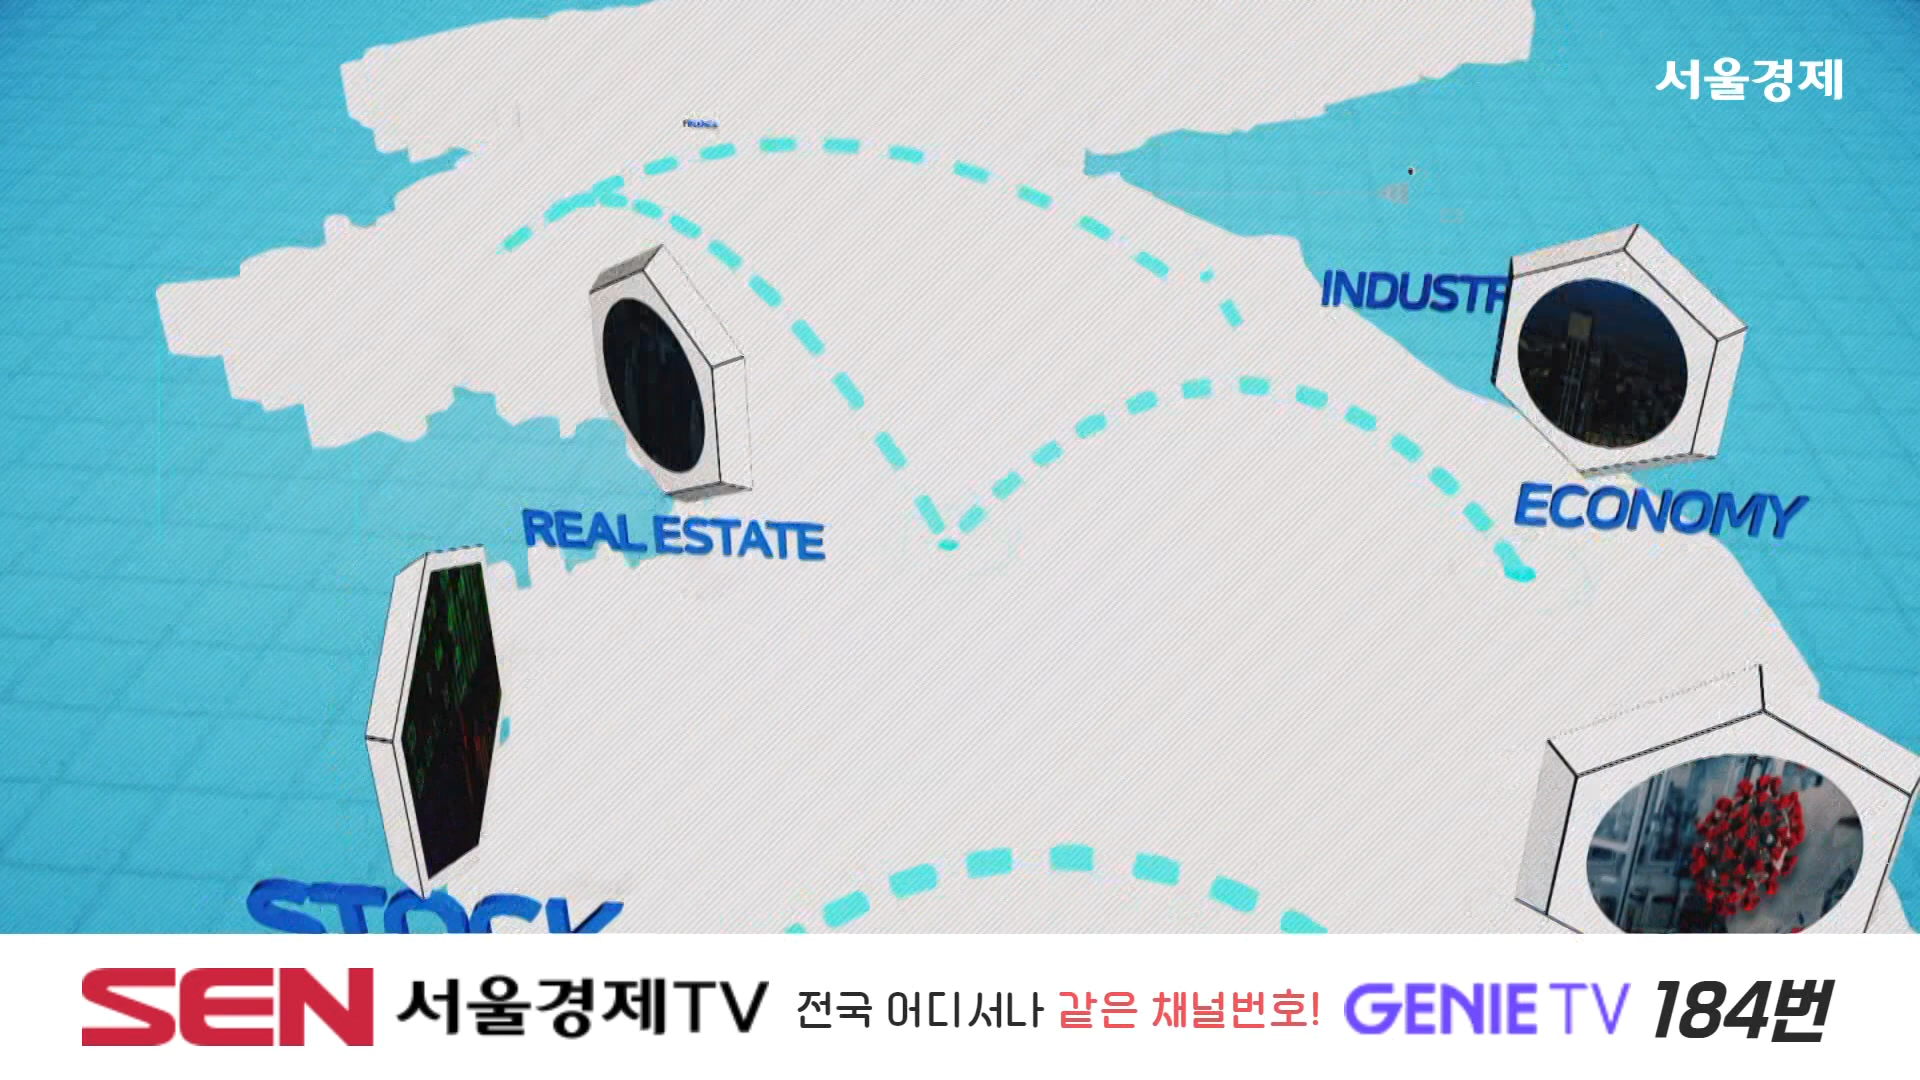 서울경제
INDUSTR
ECONOMY
REAL ESTATE
STOCK
SEN 서울경제TV 전국 어디서나 같은 채널번호! GENIE TV 184번